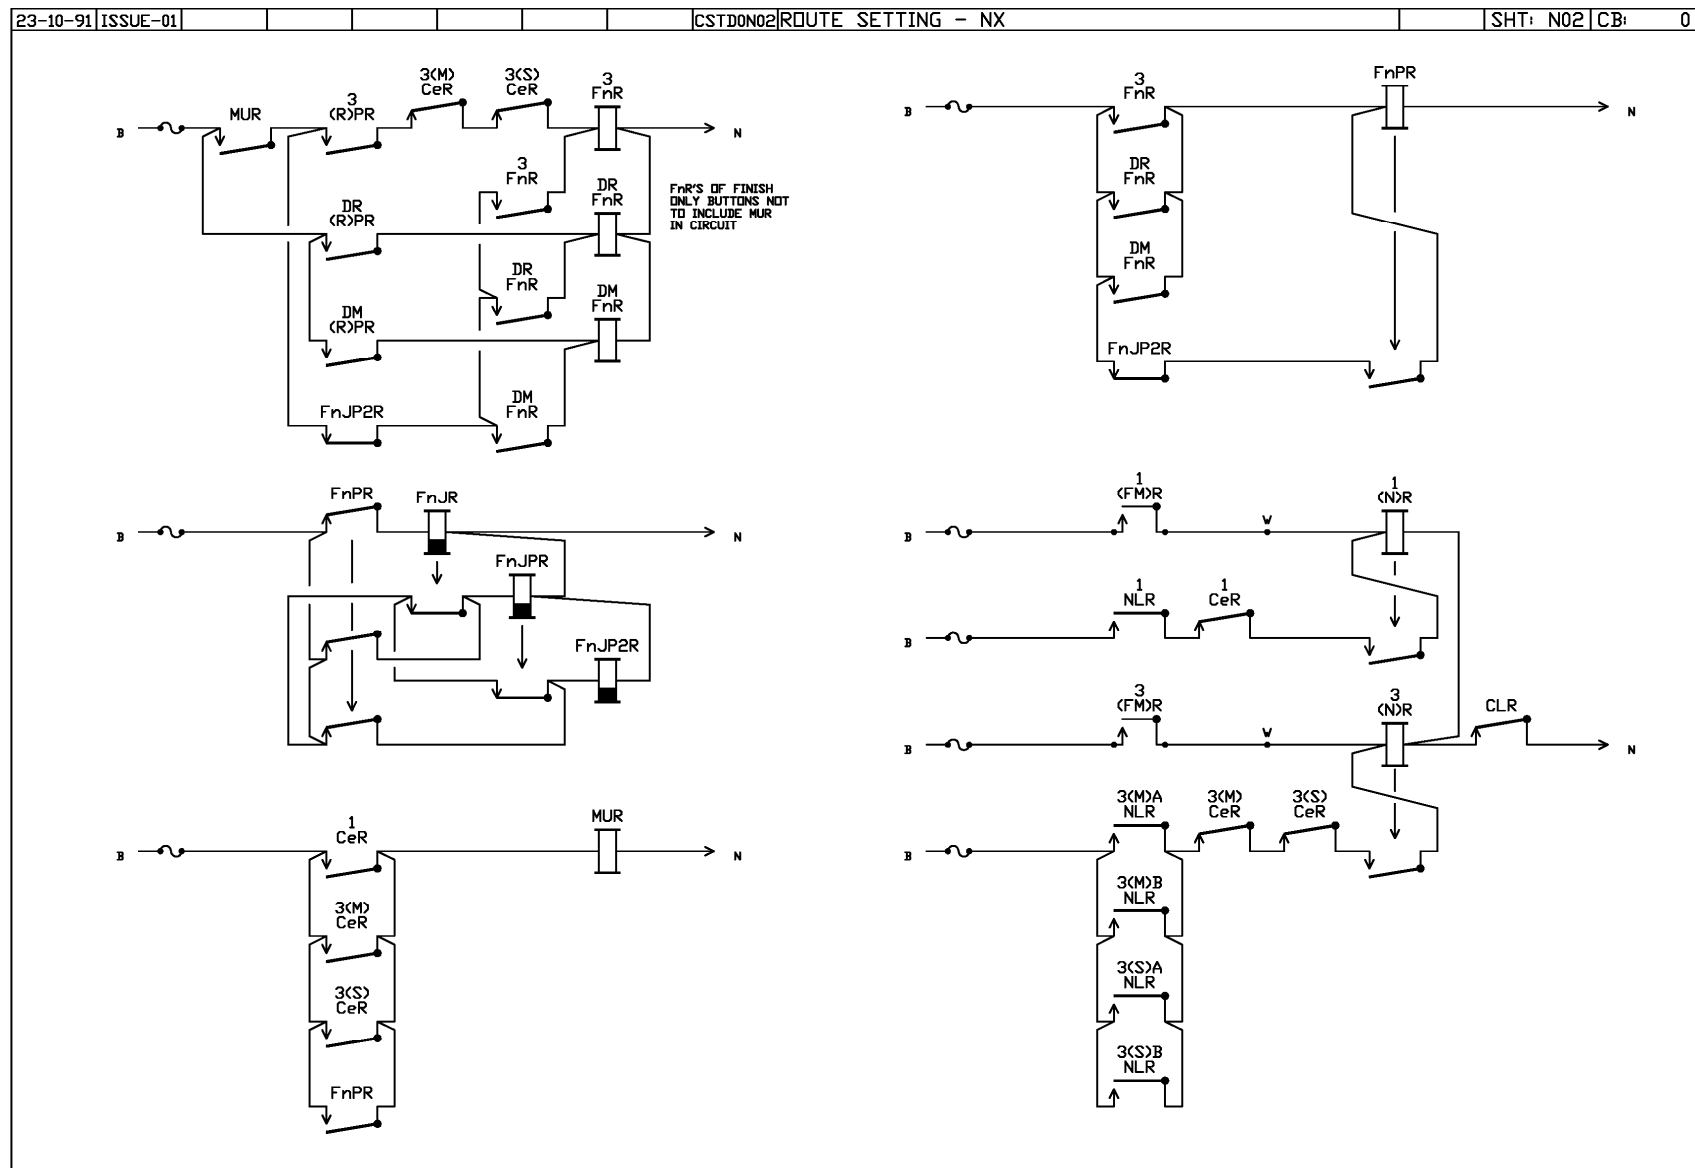 23-10-91 ISSUE-01 CSTDON02 ROUTE SETTING - NX SHT: N02 CB: 0
3(M) CeR
3(S) CeR
3 FnR
MUR
3 (R)PR
B
N
3 FnR
DR FnR
DR (R)PR
FnR'S OF FINISH
ONLY BUTTONS NOT
TO INCLUDE MUR
IN CIRCUIT
DR FnR
DM FnR
DM (R)PR
FnJP2R
DM FnR
3 FnR
FnPR
B
N
DR FnR
DM FnR
FnJP2R
FnPR
FnJR
B
N
FnJPR
FnJP2R
1 (FM)R
W
1 (N)R
B
1 NLR
1 CeR
B
3 (FM)R
W
3 (N)R
CLR
B
N
1 CeR
MUR
B
N
3(M) CeR
3(S) CeR
FnPR
3(M)A NLR
3(M) CeR
3(S) CeR
B
3(M)B NLR
3(S)A NLR
3(S)B NLR